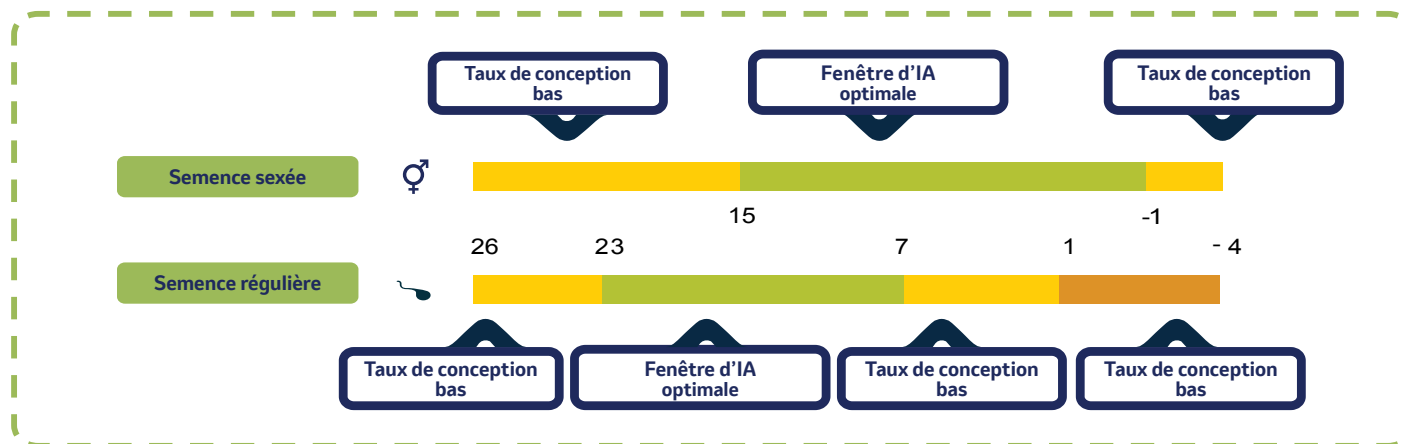 Taux de conception
bas
Fenêtre d'IA
optimale
Taux de conception
bas
Semence sexée
15
-1
26
23
7
1
- 4
Semence régulière
Taux de conception
bas
Fenêtre d'IA
optimale
Taux de conception
bas
Taux de conception
bas